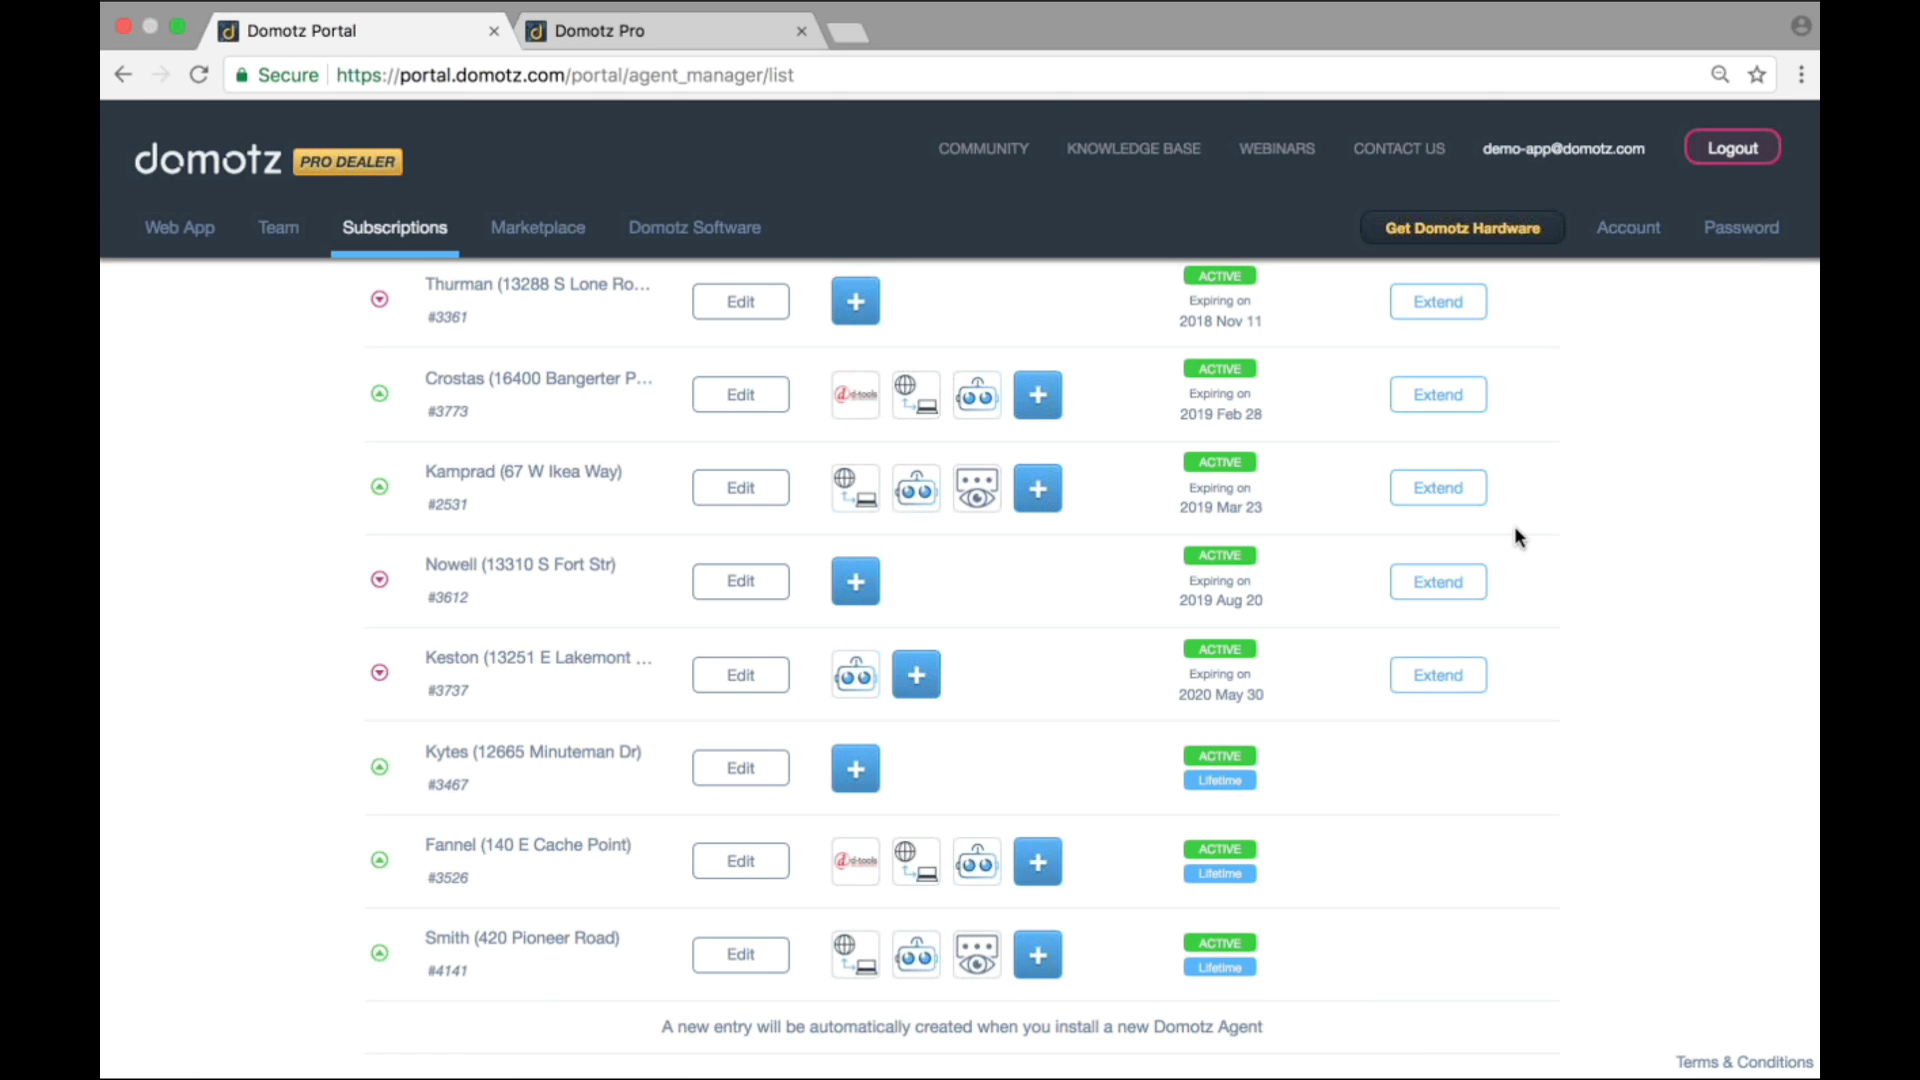 Domotz Portal
Domotz Pro
Secure
https://portal.domotz.com/portal/agent_manager/list
domotz PRO DEALER
COMMUNITY
KNOWLEDGE BASE
WEBINARS
CONTACT US
demo-app@domotz.com
Logout
Web App
Team
Subscriptions
Marketplace
Domotz Software
Get Domotz Hardware
Account
Password
Thurman (13288 S Lone Ro...
#3361
Edit
ACTIVE
Expiring on
2018 Nov 11
Extend
Crostas (16400 Bangerter P...
#3773
Edit
d-tools
ACTIVE
Expiring on
2019 Feb 28
Extend
Kamprad (67 W Ikea Way)
#2531
Edit
ACTIVE
Expiring on
2019 Mar 23
Extend
Nowell (13310 S Fort Str)
#3612
Edit
ACTIVE
Expiring on
2019 Aug 20
Extend
Keston (13251 E Lakemont ...
#3737
Edit
ACTIVE
Expiring on
2020 May 30
Extend
Kytes (12665 Minuteman Dr)
#3467
Edit
ACTIVE
Lifetime
Fannel (140 E Cache Point)
#3526
Edit
d-tools
ACTIVE
Lifetime
Smith (420 Pioneer Road)
#4141
Edit
ACTIVE
Lifetime
A new entry will be automatically created when you install a new Domotz Agent
Terms & Conditions